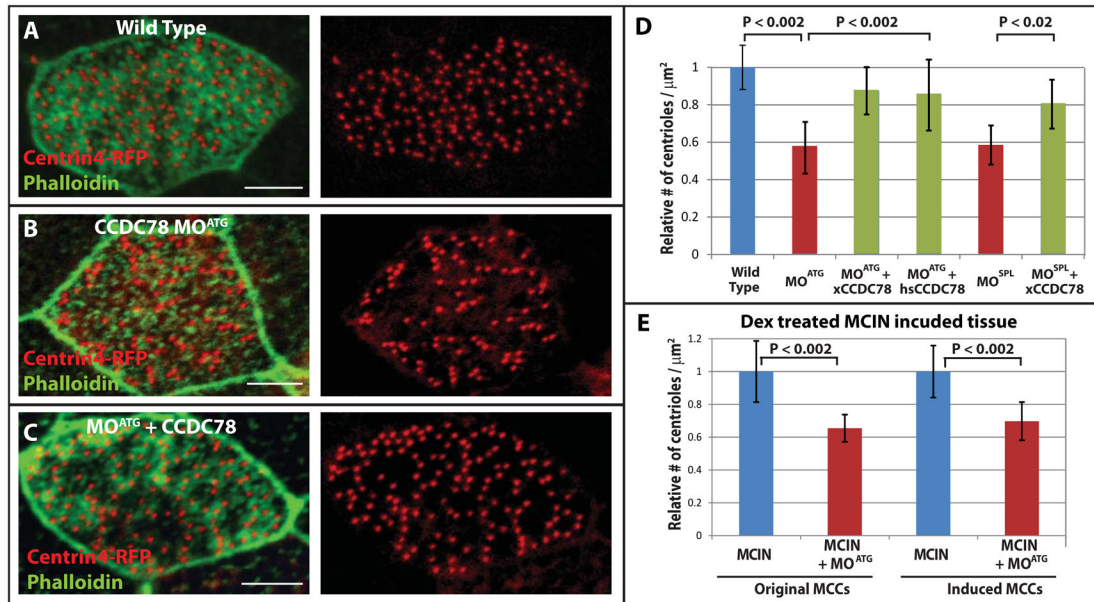 A
Wild Type
Centrin4-RFP
Phalloidin
B
CCDC78 MO^ATG
Centrin4-RFP
Phalloidin
C
MO^ATG + CCDC78
Centrin4-RFP
Phalloidin
D
P < 0.002
P < 0.002
P < 0.02
Relative # of centrioles / μm²
1
0.8
0.6
0.4
0.2
0
Wild
Type
MO^ATG
MO^ATG +
xCCDC78
MO^ATG +
hsCCDC78
MO^SPL
MO^SPL +
xCCDC78
E
Dex treated MCIN incuded tissue
P < 0.002
P < 0.002
Relative # of centrioles / μm²
1.2
1
0.8
0.6
0.4
0.2
0
MCIN
MCIN
+ MO^ATG
MCIN
MCIN
+ MO^ATG
Original MCCs
Induced MCCs